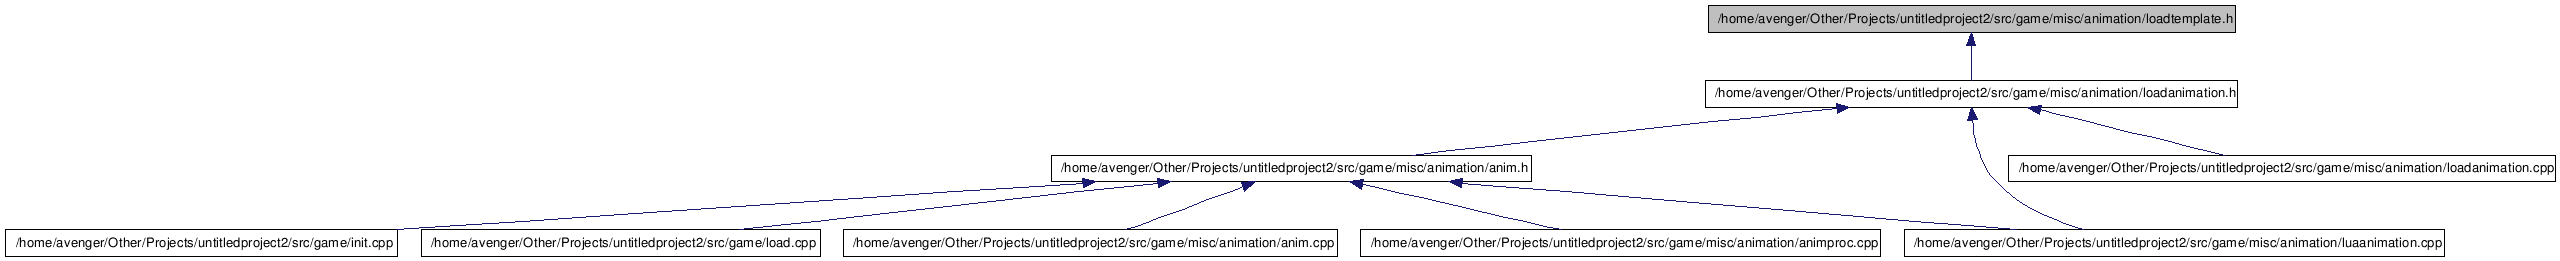 /home/avenger/Other/Projects/untitledproject2/src/game/misc/animation/loadtemplate.h
/home/avenger/Other/Projects/untitledproject2/src/game/misc/animation/loadanimation.h
/home/avenger/Other/Projects/untitledproject2/src/game/misc/animation/anim.h
/home/avenger/Other/Projects/untitledproject2/src/game/misc/animation/loadanimation.cpp
/home/avenger/Other/Projects/untitledproject2/src/game/init.cpp
/home/avenger/Other/Projects/untitledproject2/src/game/load.cpp
/home/avenger/Other/Projects/untitledproject2/src/game/misc/animation/anim.cpp
/home/avenger/Other/Projects/untitledproject2/src/game/misc/animation/animproc.cpp
/home/avenger/Other/Projects/untitledproject2/src/game/misc/animation/luaanimation.cpp